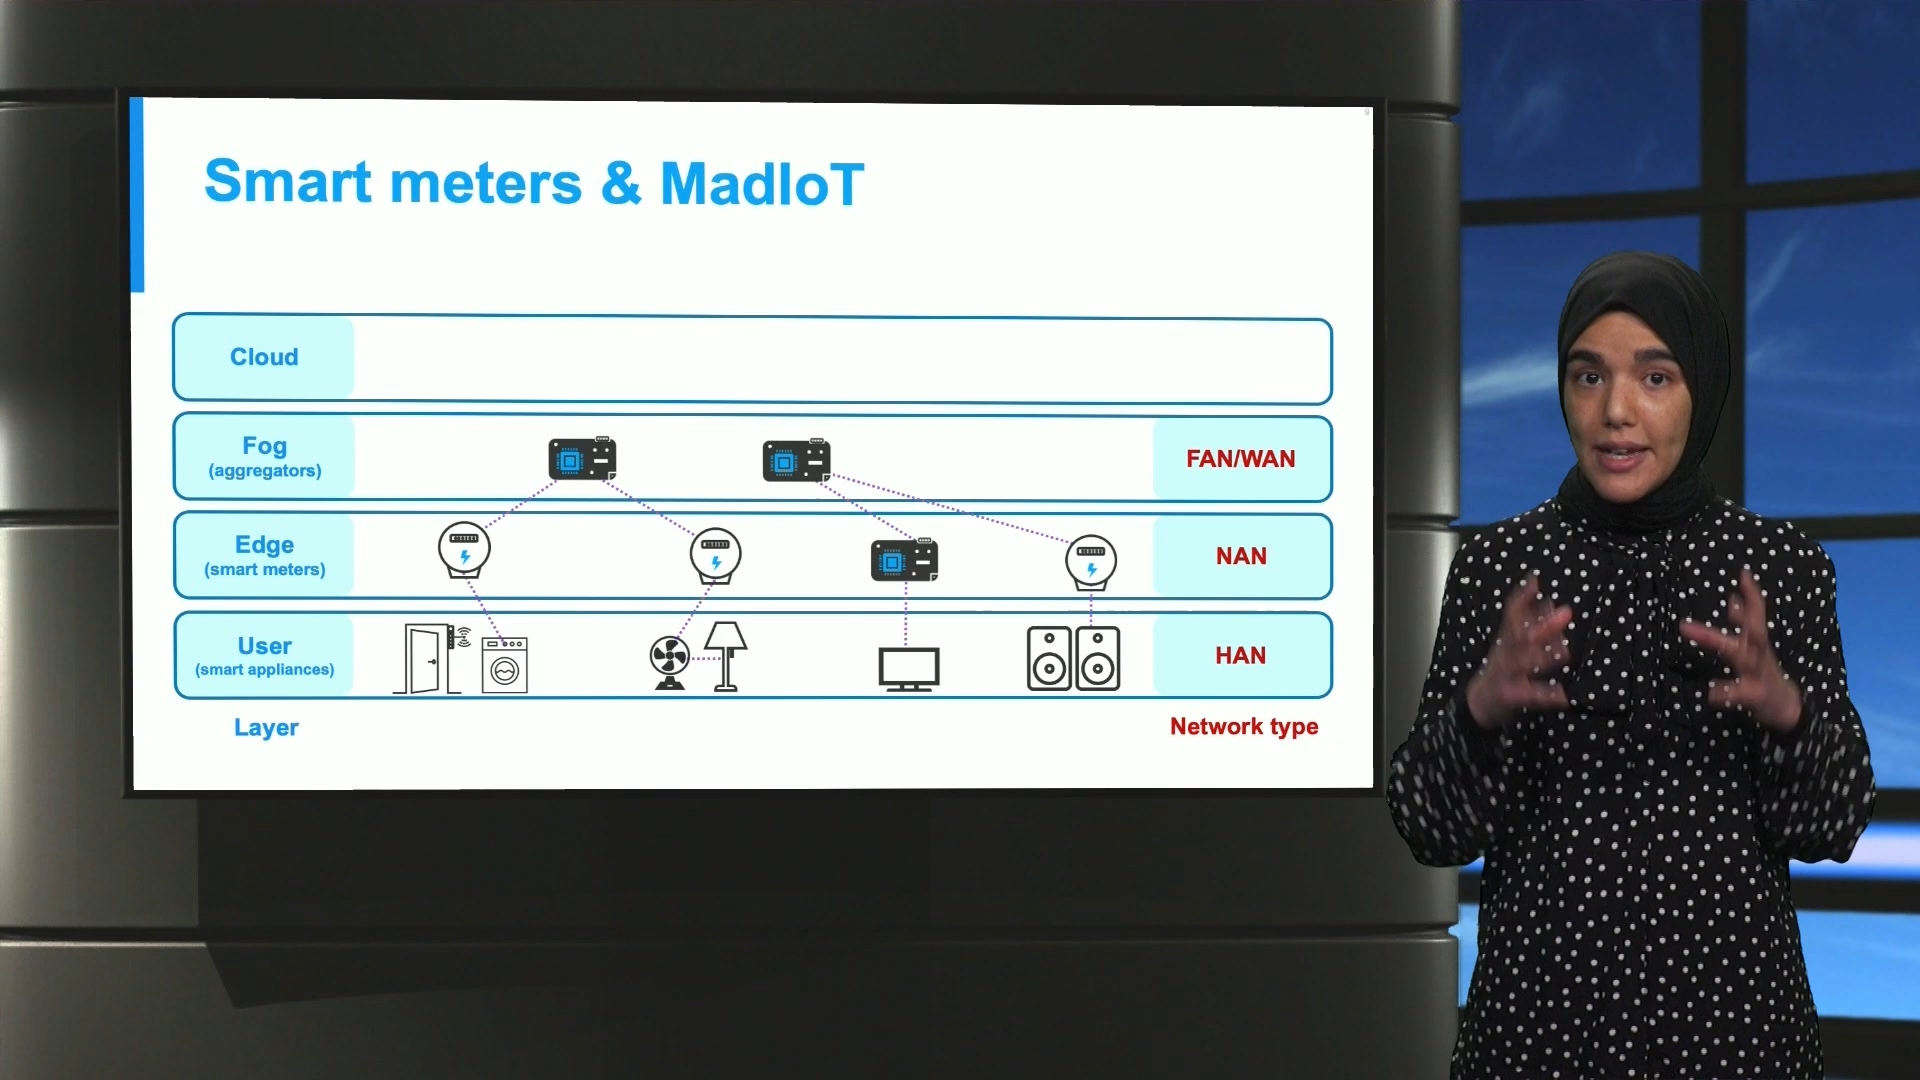 Smart meters & MadIoT
Cloud
Fog
(aggregators)
FAN/WAN
Edge
(smart meters)
NAN
User
(smart appliances)
HAN
Layer
Network type